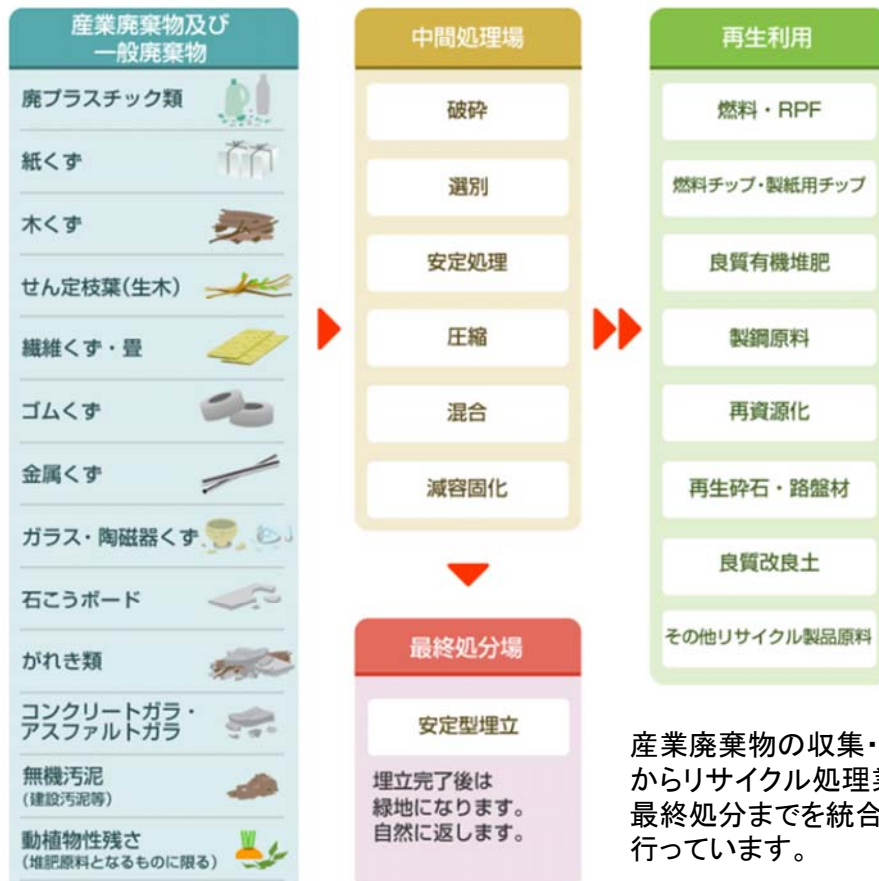 産業廃棄物及び
一般廃棄物
廃プラスチック類
紙くず
木くず
せん定枝葉(生木)
繊維くず・畳
ゴムくず
金属くず
ガラス・陶磁器くず
石こうボード
がれき類
コンクリートガラ・
アスファルトガラ
無機汚泥
(建設汚泥等)
動植物性残さ
(堆肥原料となるものに限る)
中間処理場
破砕
選別
安定処理
圧縮
混合
減容固化
最終処分場
安定型埋立
埋立完了後は
緑地になります。
自然に返します。
再生利用
燃料・RPF
燃料チップ・製紙用チップ
良質有機堆肥
製鋼原料
再資源化
再生砕石・路盤材
良質改良土
その他リサイクル製品原料
産業廃棄物の収集・
からリサイクル処理
最終処分までを統合
行っています。